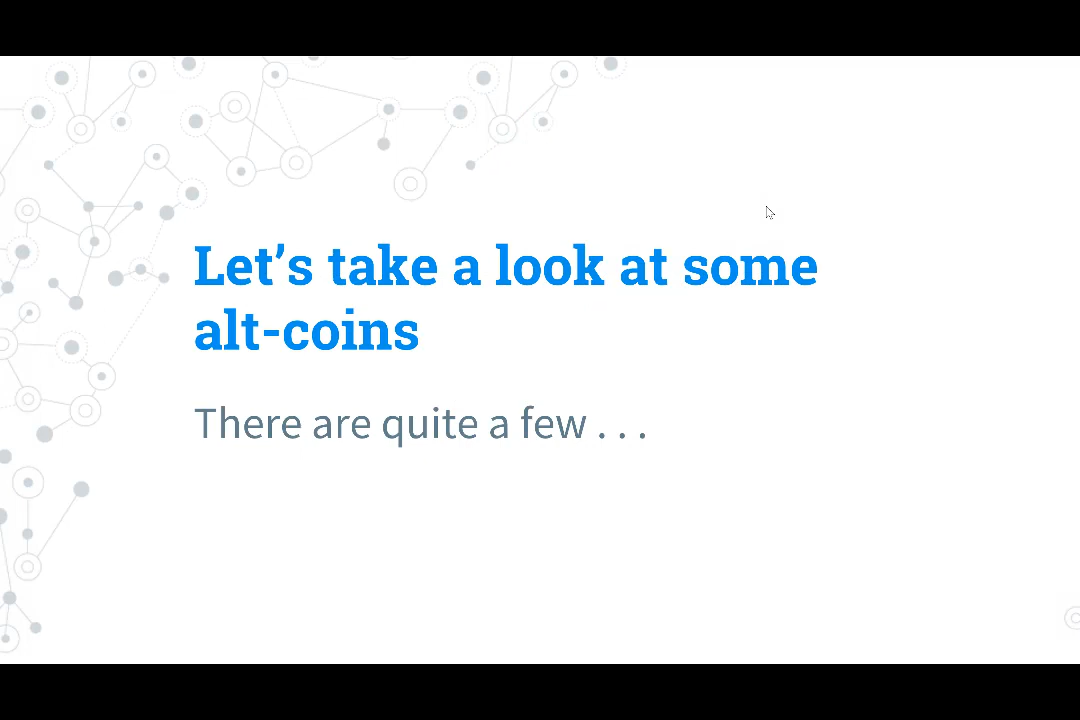 Let’s take a look at some
alt-coins
There are quite a few . . .